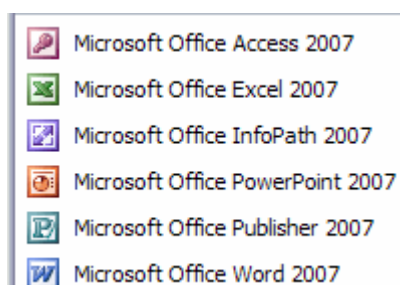 Microsoft Office Access 2007
Microsoft Office Excel 2007
Microsoft Office InfoPath 2007
Microsoft Office PowerPoint 2007
Microsoft Office Publisher 2007
Microsoft Office Word 2007